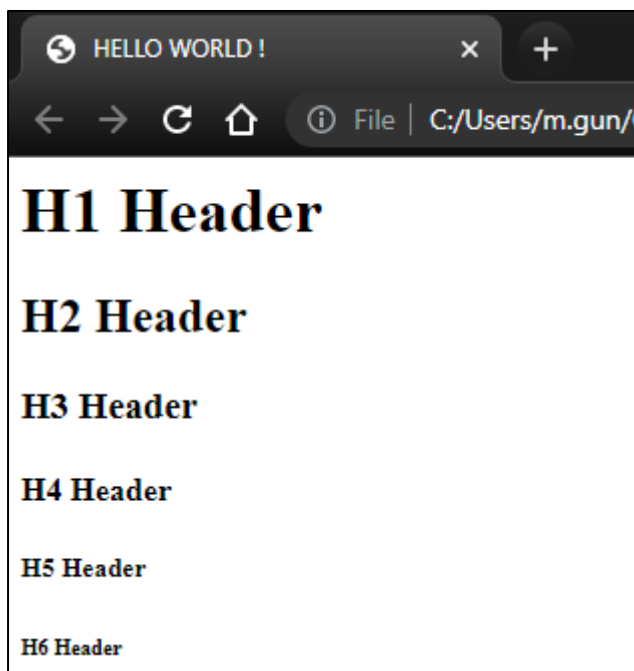 HELLO WORLD !
File C:/Users/m.gun/
H1 Header
H2 Header
H3 Header
H4 Header
H5 Header
H6 Header